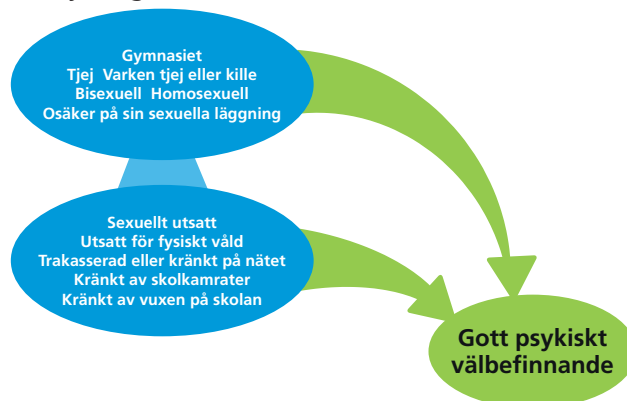 Gymnasiet
Tjej Varken tjej eller kille
Bisexuell Homosexuell
Osäker på sin sexuella läggning
Sexuellt utsatt
Utsatt för fysiskt våld
Trakasserad eller kränkt på nätet
Kränkt av skolkamrater
Kränkt av vuxen på skolan
Gott psykiskt
välbefinnande